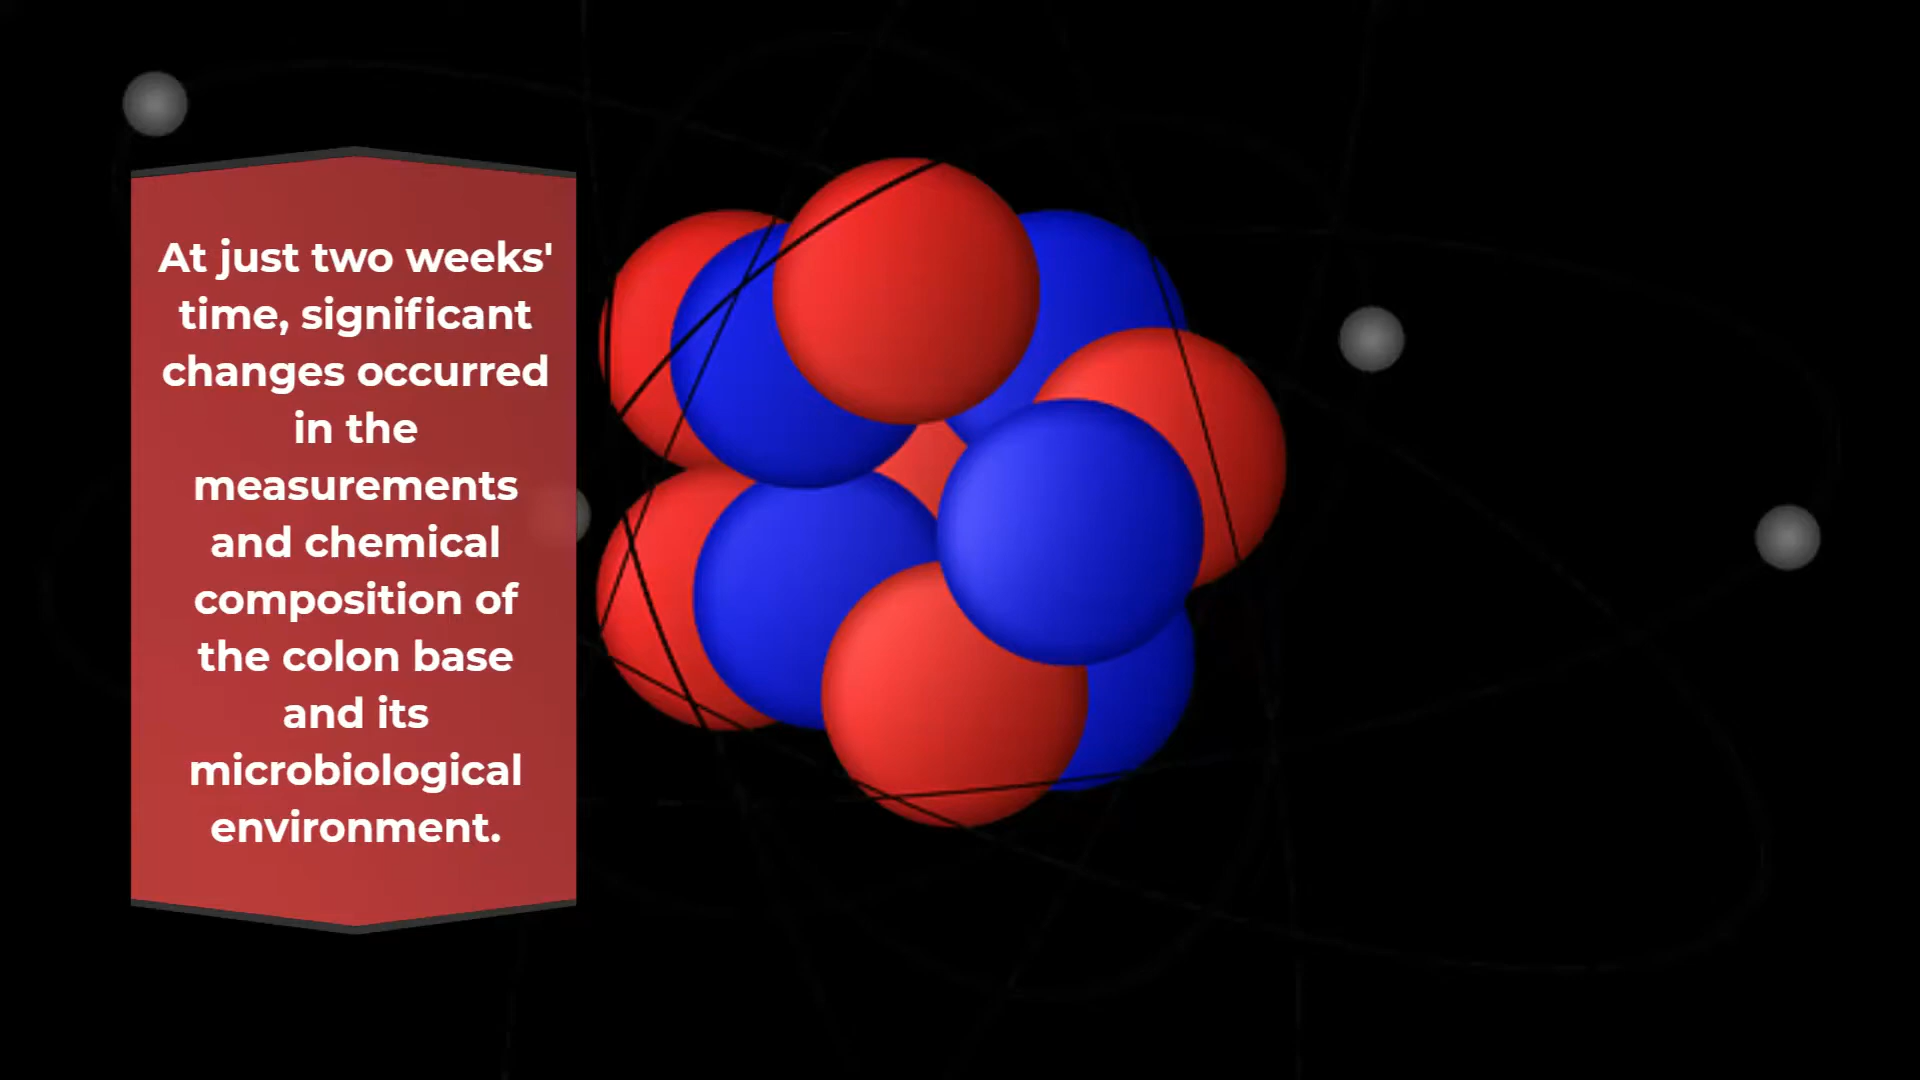 At just two weeks'
time, significant
changes occurred
in the
measurements
and chemical
composition of
the colon base
and its
microbiological
environment.